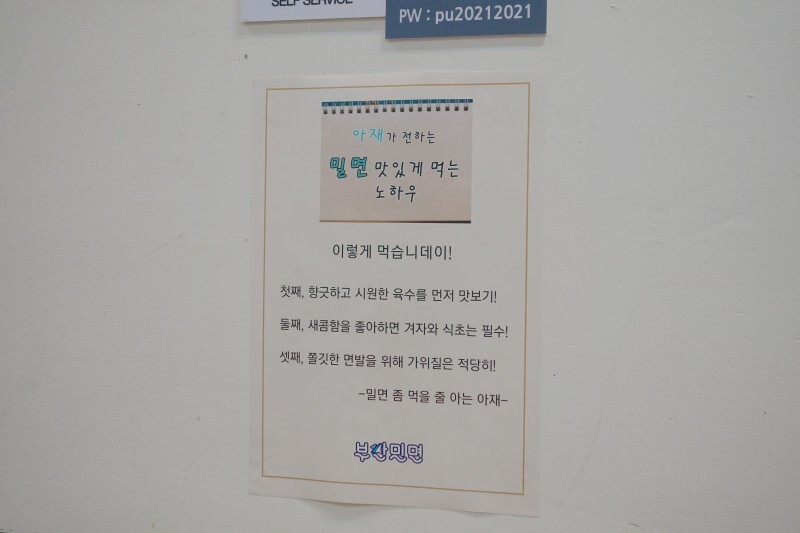 SELF SERVICE
PW : pu20212021
아재가 전하는
밀면 맛있게 먹는
노하우
이렇게 먹습니데이!
첫째, 향긋하고 시원한 육수를 먼저 맛보기!
둘째, 새콤함을 좋아하면 겨자와 식초는 필수!
셋째, 쫄깃한 면발을 위해 가위질은 적당히!
-밀면 좀 먹을 줄 아는 아재-
부산밀면